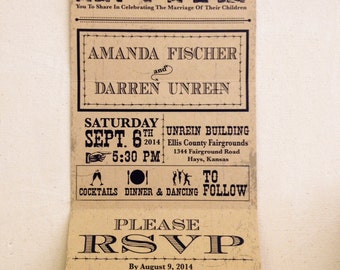 You To Share In Celebrating The Marriage Of Their Children
AMANDA FISCHER
and
DARREN UNREIN
SATURDAY
SEPT. 6TH
2014
5:30 PM
UNREIN BUILDING
Ellis County Fairgrounds
1344 Fairground Road
Hays, Kansas
COCKTAILS DINNER & DANCING TO FOLLOW
PLEASE
RSVP
By August 9, 2014